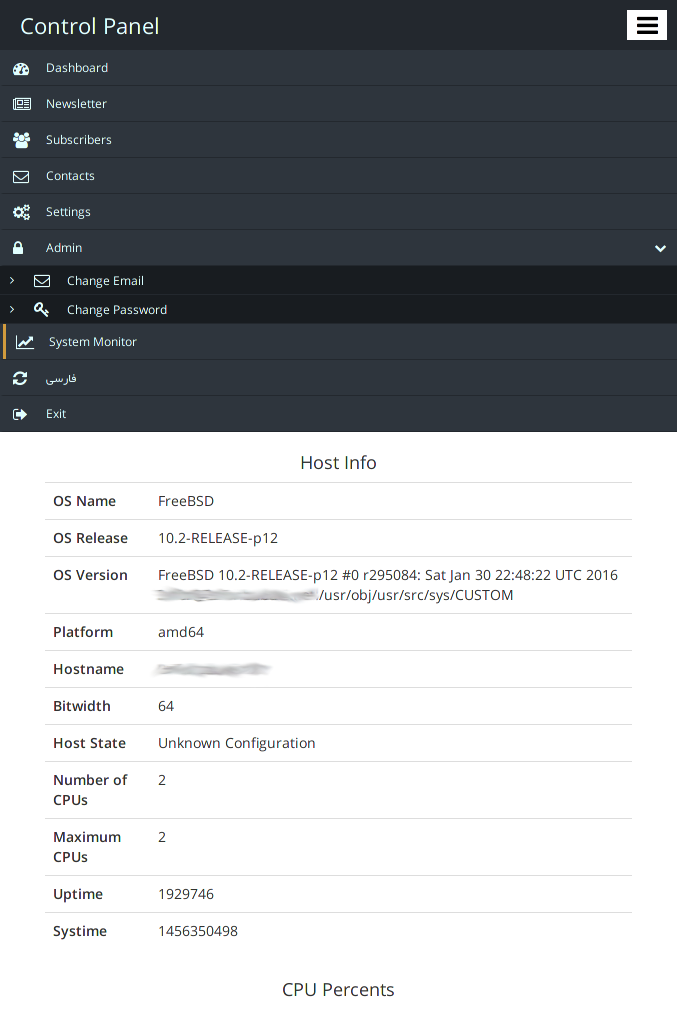 Control Panel
Dashboard
Newsletter
Subscribers
Contacts
Settings
Admin
Change Email
Change Password
System Monitor
فارسی
Exit
Host Info
OS Name FreeBSD
OS Release 10.2-RELEASE-p12
OS Version FreeBSD 10.2-RELEASE-p12 #0 r295084: Sat Jan 30 22:48:22 UTC 2016
/usr/obj/usr/src/sys/CUSTOM
Platform amd64
Hostname
Bitwidth 64
Host State Unknown Configuration
Number of 2
CPUs
Maximum 2
CPUs
Uptime 1929746
Systime 1456350498
CPU Percents